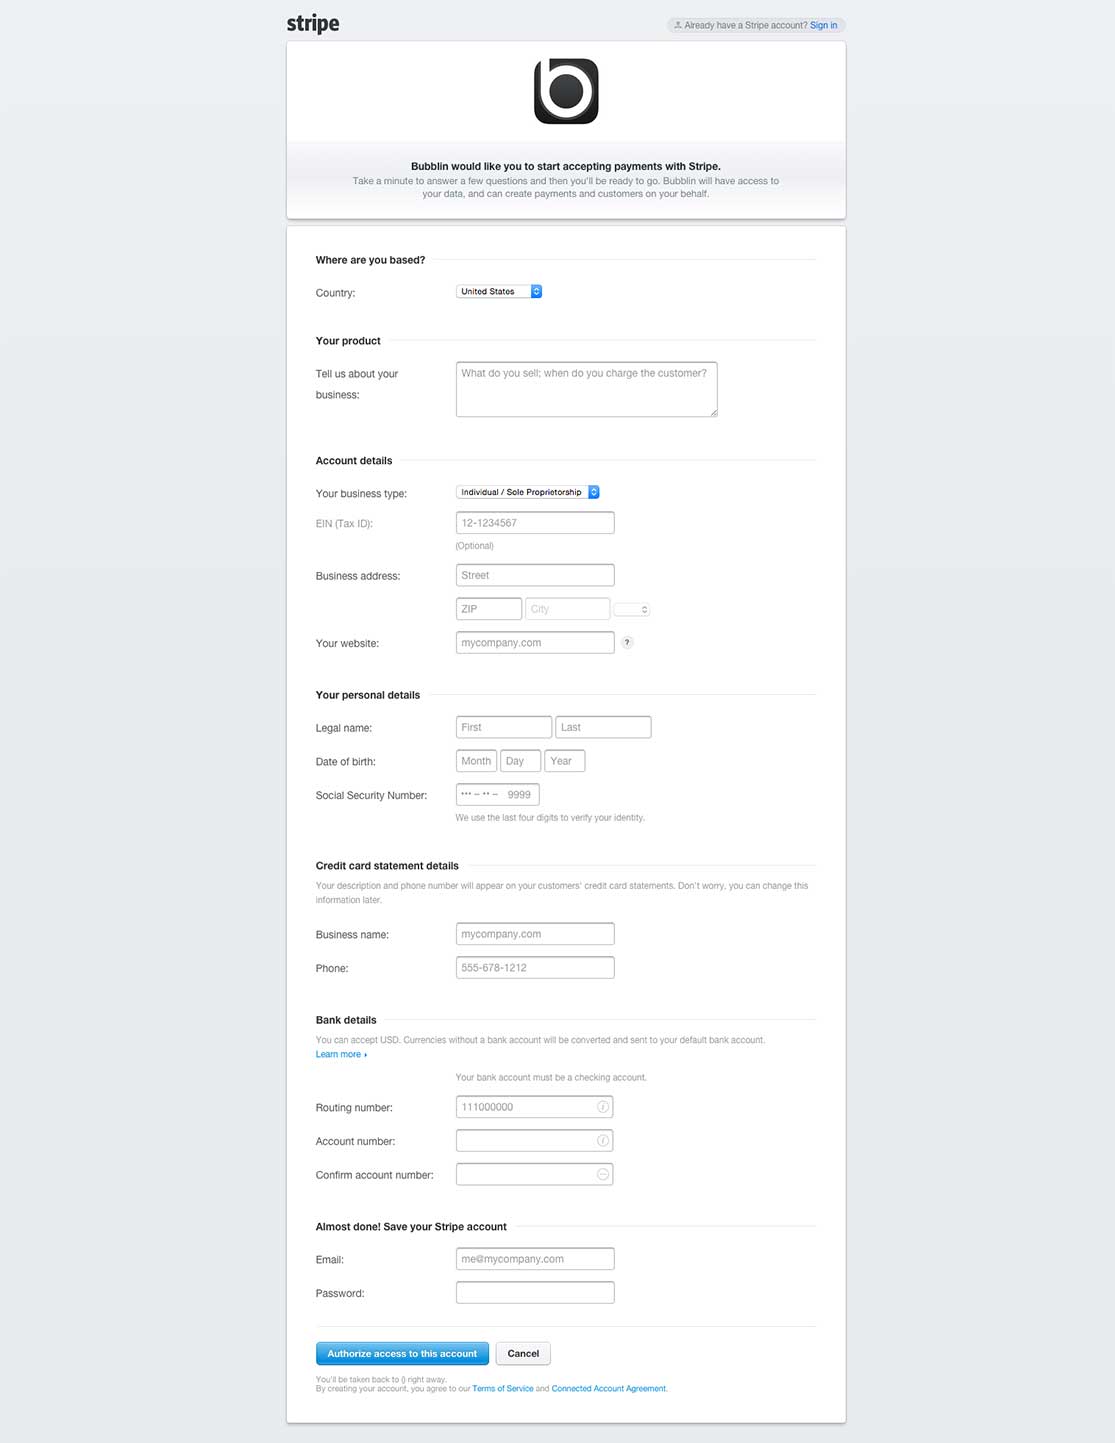 stripe
Already have a Stripe account? Sign in
Bubblin would like you to start accepting payments with Stripe.
Take a minute to answer a few questions and then you'll be ready to go. Bubblin will have access to
your data, and can create payments and customers on your behalf.
Where are you based?
Country:
United States
Your product
Tell us about your
business:
What do you sell; when do you charge the customer?
Account details
Your business type:
Individual / Sole Proprietorship
EIN (Tax ID):
12-1234567
(Optional)
Business address:
Street
ZIP
City
Your website:
mycompany.com
?
Your personal details
Legal name:
First
Last
Date of birth:
Month
Day
Year
Social Security Number:
••• – •• – 9999
We use the last four digits to verify your identity.
Credit card statement details
Your description and phone number will appear on your customers' credit card statements. Don't worry, you can change this
information later.
Business name:
mycompany.com
Phone:
555-678-1212
Bank details
You can accept USD. Currencies without a bank account will be converted and sent to your default bank account.
Learn more ›
Your bank account must be a checking account.
Routing number:
111000000
Account number:
Confirm account number:
Almost done! Save your Stripe account
Email:
me@mycompany.com
Password:
Authorize access to this account
Cancel
You'll be taken back to () right away.
By creating your account, you agree to our Terms of Service and Connected Account Agreement.